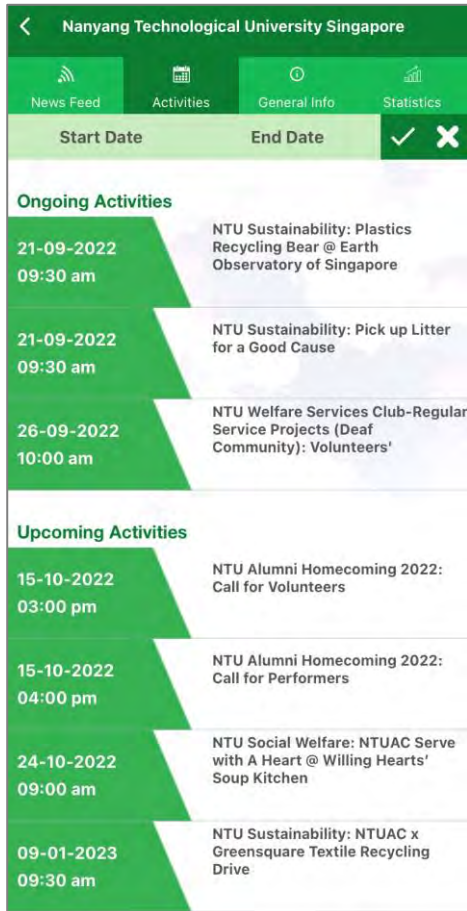 Nanyang Technological University Singapore
News Feed
Activities
General Info
Statistics
Start Date
End Date
Ongoing Activities
21-09-2022
09:30 am
NTU Sustainability: Plastics
Recycling Bear @ Earth
Observatory of Singapore
21-09-2022
09:30 am
NTU Sustainability: Pick up Litter
for a Good Cause
26-09-2022
10:00 am
NTU Welfare Services Club-Regular
Service Projects (Deaf
Community): Volunteers'
Upcoming Activities
15-10-2022
03:00 pm
NTU Alumni Homecoming 2022:
Call for Volunteers
15-10-2022
04:00 pm
NTU Alumni Homecoming 2022:
Call for Performers
24-10-2022
09:00 am
NTU Social Welfare: NTUAC Serve
with A Heart @ Willing Hearts'
Soup Kitchen
09-01-2023
09:30 am
NTU Sustainability: NTUAC x
Greensquare Textile Recycling
Drive